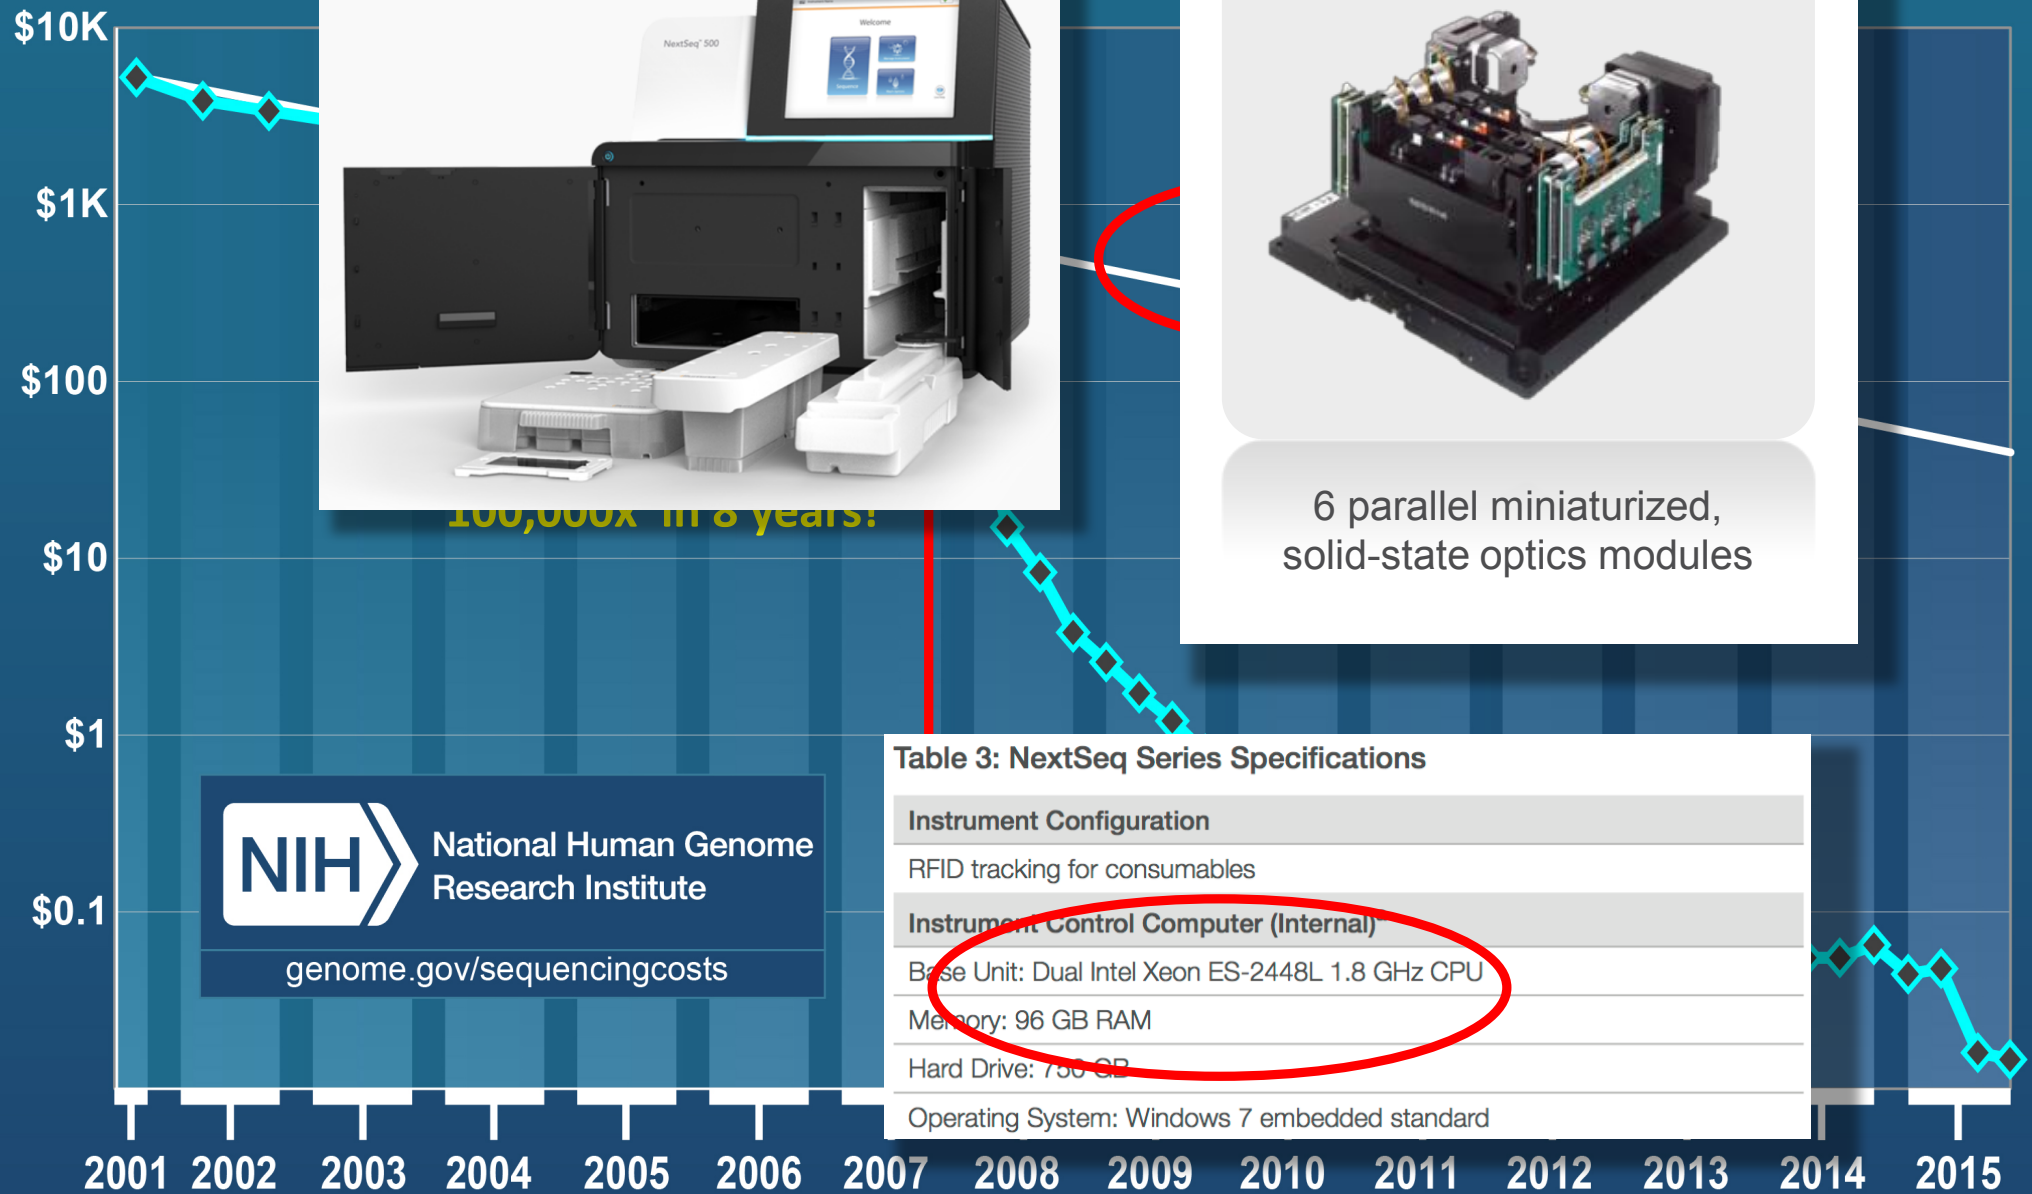 $10K
$1K
$100
$10
$1
$0.1
NextSeq 500
Welcome
Sequence
100,000x in 8 years!
6 parallel miniaturized,
solid-state optics modules
NIH
National Human Genome
Research Institute
genome.gov/sequencingcosts
Table 3: NextSeq Series Specifications
Instrument Configuration
RFID tracking for consumables
Instrument Control Computer (Internal)
Base Unit: Dual Intel Xeon ES-2448L 1.8 GHz CPU
Memory: 96 GB RAM
Hard Drive: 750 GB
Operating System: Windows 7 embedded standard
2001 2002 2003 2004 2005 2006 2007 2008 2009 2010 2011 2012 2013 2014 2015